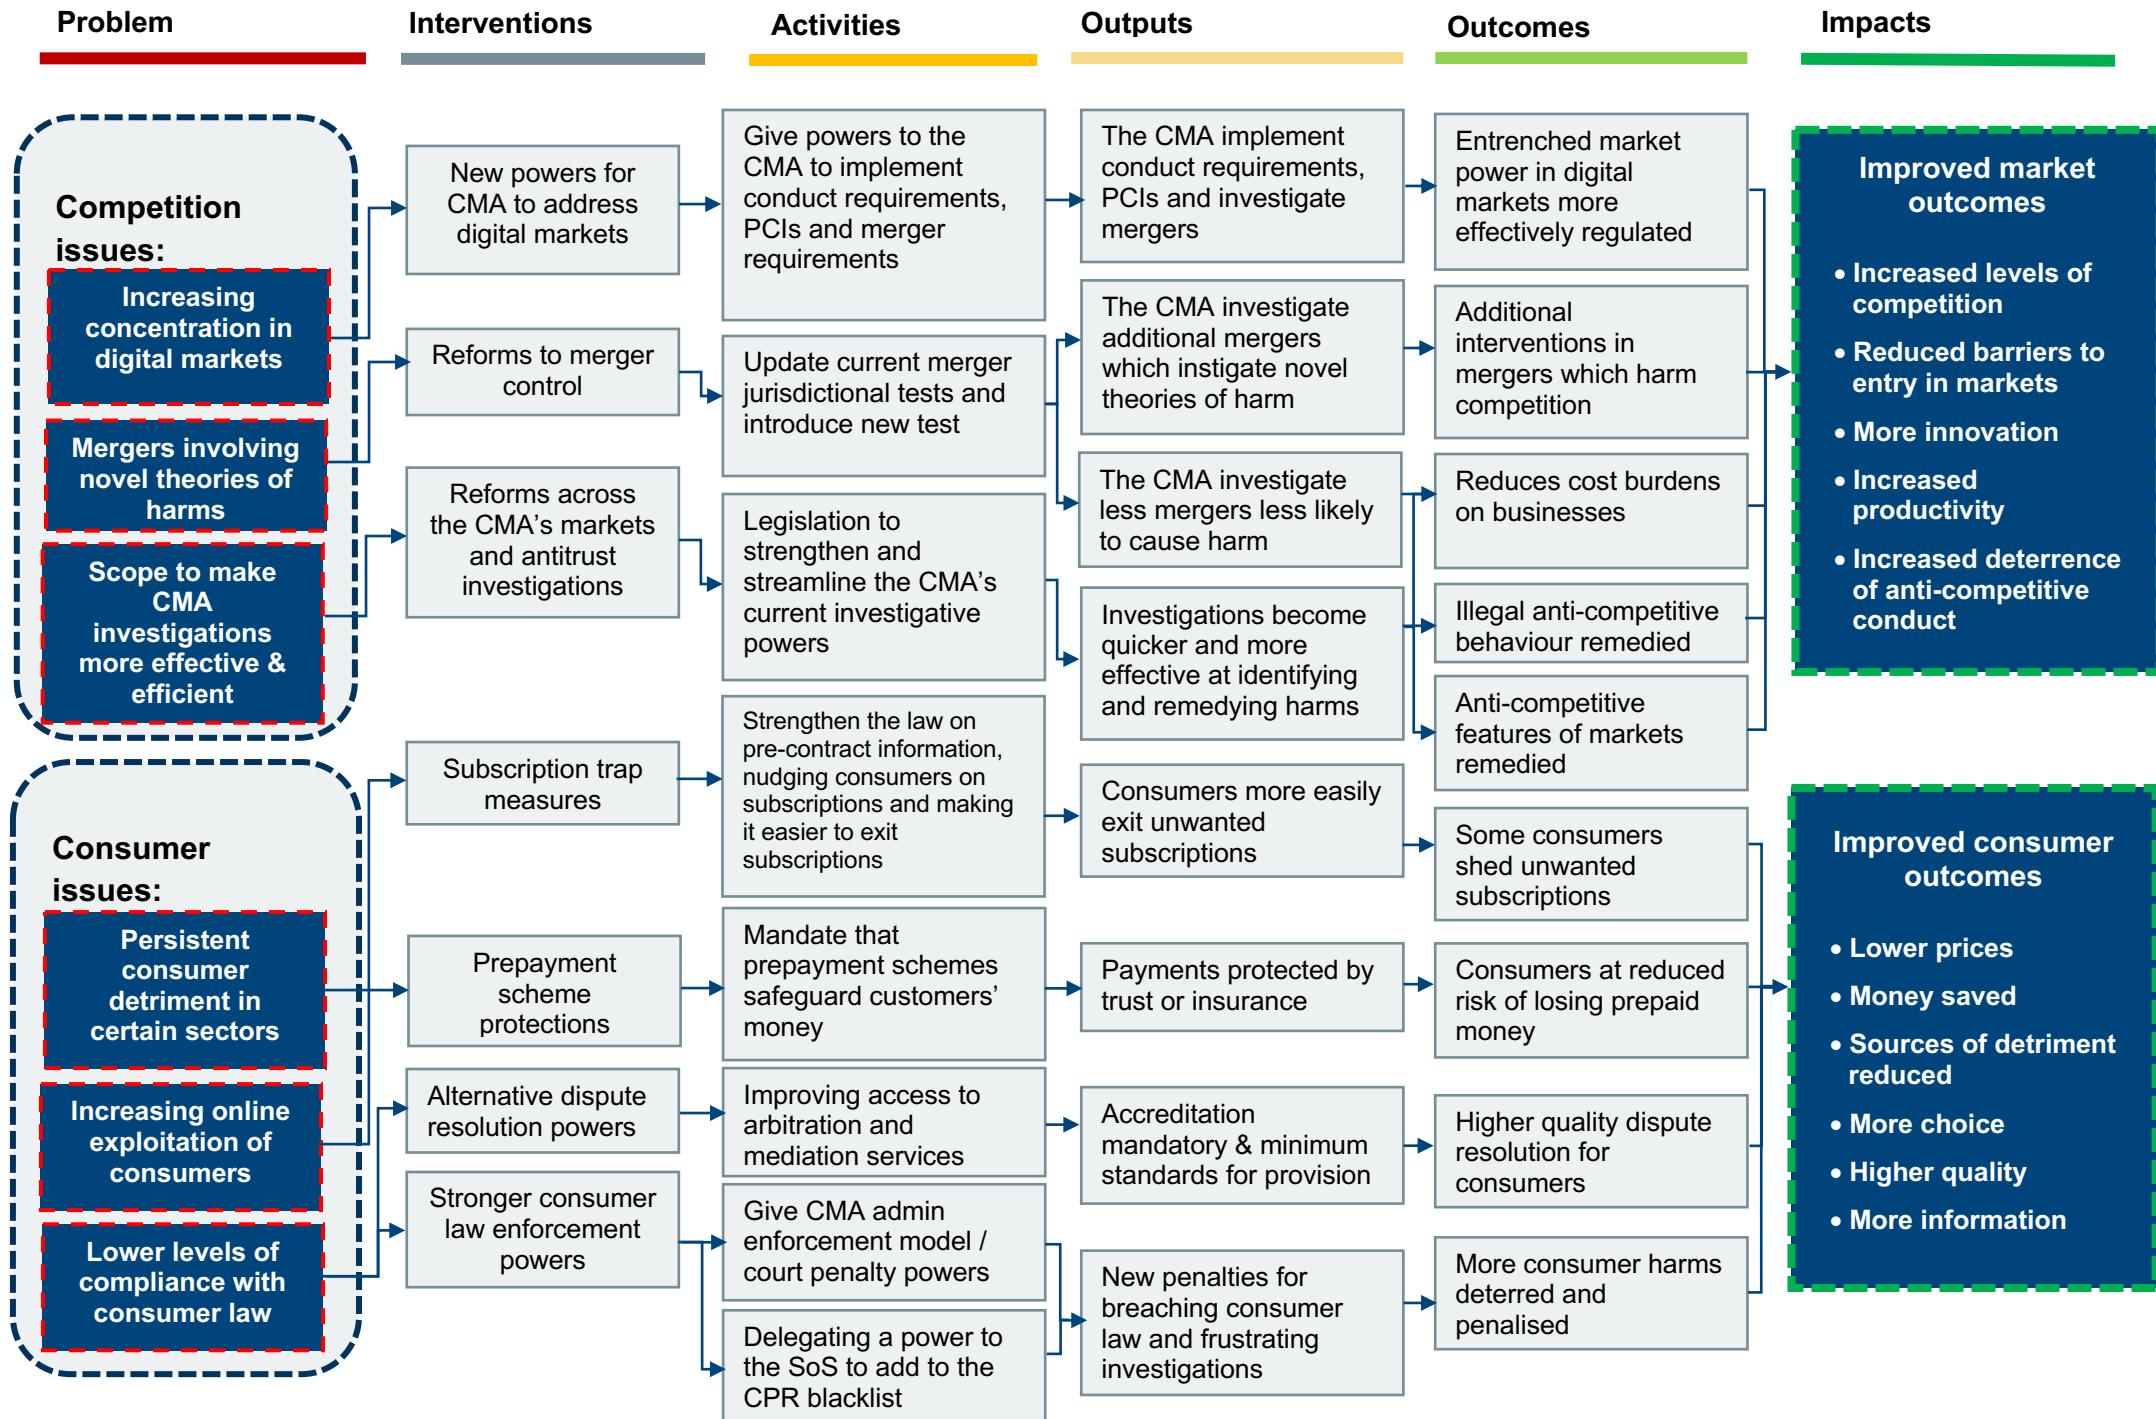 Problem
Interventions
Activities
Outputs
Outcomes
Impacts
Competition
issues:
Increasing
concentration in
digital markets
Mergers involving
novel theories of
harms
Scope to make
CMA
investigations
more effective &
efficient
Consumer
issues:
Persistent
consumer
detriment in
certain sectors
Increasing online
exploitation of
consumers
Lower levels of
compliance with
consumer law
New powers for
CMA to address
digital markets
Reforms to merger
control
Reforms across
the CMA’s markets
and antitrust
investigations
Subscription trap
measures
Prepayment
scheme
protections
Alternative dispute
resolution powers
Stronger consumer
law enforcement
powers
Give powers to the
CMA to implement
conduct requirements,
PCIs and merger
requirements
Update current merger
jurisdictional tests and
introduce new test
Legislation to
strengthen and
streamline the CMA’s
current investigative
powers
Strengthen the law on
pre-contract information,
nudging consumers on
subscriptions and making
it easier to exit
subscriptions
Mandate that
prepayment schemes
safeguard customers’
money
Improving access to
arbitration and
mediation services
Give CMA admin
enforcement model /
court penalty powers
Delegating a power to
the SoS to add to the
CPR blacklist
The CMA implement
conduct requirements,
PCIs and investigate
mergers
The CMA investigate
additional mergers
which instigate novel
theories of harm
The CMA investigate
less mergers less likely
to cause harm
Investigations become
quicker and more
effective at identifying
and remedying harms
Consumers more easily
exit unwanted
subscriptions
Payments protected by
trust or insurance
Accreditation
mandatory & minimum
standards for provision
New penalties for
breaching consumer
law and frustrating
investigations
Entrenched market
power in digital
markets more
effectively regulated
Additional
interventions in
mergers which harm
competition
Reduces cost burdens
on businesses
Illegal anti-competitive
behaviour remedied
Anti-competitive
features of markets
remedied
Some consumers
shed unwanted
subscriptions
Consumers at reduced
risk of losing prepaid
money
Higher quality dispute
resolution for
consumers
More consumer harms
deterred and
penalised
Improved market
outcomes
• Increased levels of
competition
• Reduced barriers to
entry in markets
• More innovation
• Increased
productivity
• Increased deterrence
of anti-competitive
conduct
Improved consumer
outcomes
• Lower prices
• Money saved
• Sources of detriment
reduced
• More choice
• Higher quality
• More information